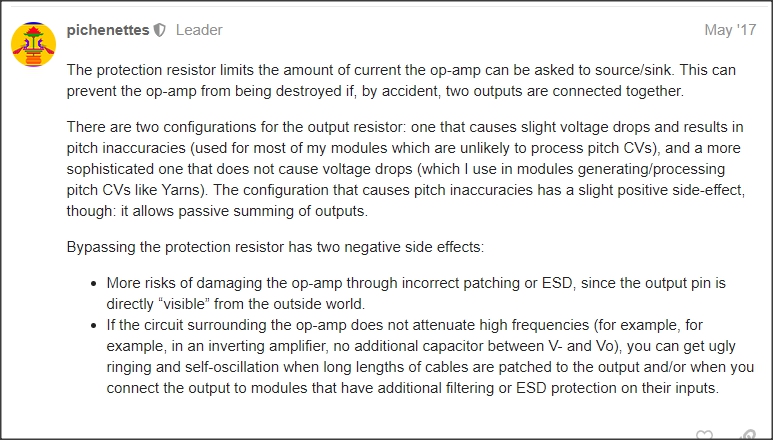 pichenettes Leader May '17
The protection resistor limits the amount of current the op-amp can be asked to source/sink. This can
prevent the op-amp from being destroyed if, by accident, two outputs are connected together.
There are two configurations for the output resistor: one that causes slight voltage drops and results in
pitch inaccuracies (used for most of my modules which are unlikely to process pitch CVs), and a more
sophisticated one that does not cause voltage drops (which I use in modules generating/processing
pitch CVs like Yarns). The configuration that causes pitch inaccuracies has a slight positive side-effect,
though: it allows passive summing of outputs.
Bypassing the protection resistor has two negative side effects:
• More risks of damaging the op-amp through incorrect patching or ESD, since the output pin is
directly “visible” from the outside world.
• If the circuit surrounding the op-amp does not attenuate high frequencies (for example, for
example, in an inverting amplifier, no additional capacitor between V- and Vo), you can get ugly
ringing and self-oscillation when long lengths of cables are patched to the output and/or when you
connect the output to modules that have additional filtering or ESD protection on their inputs.